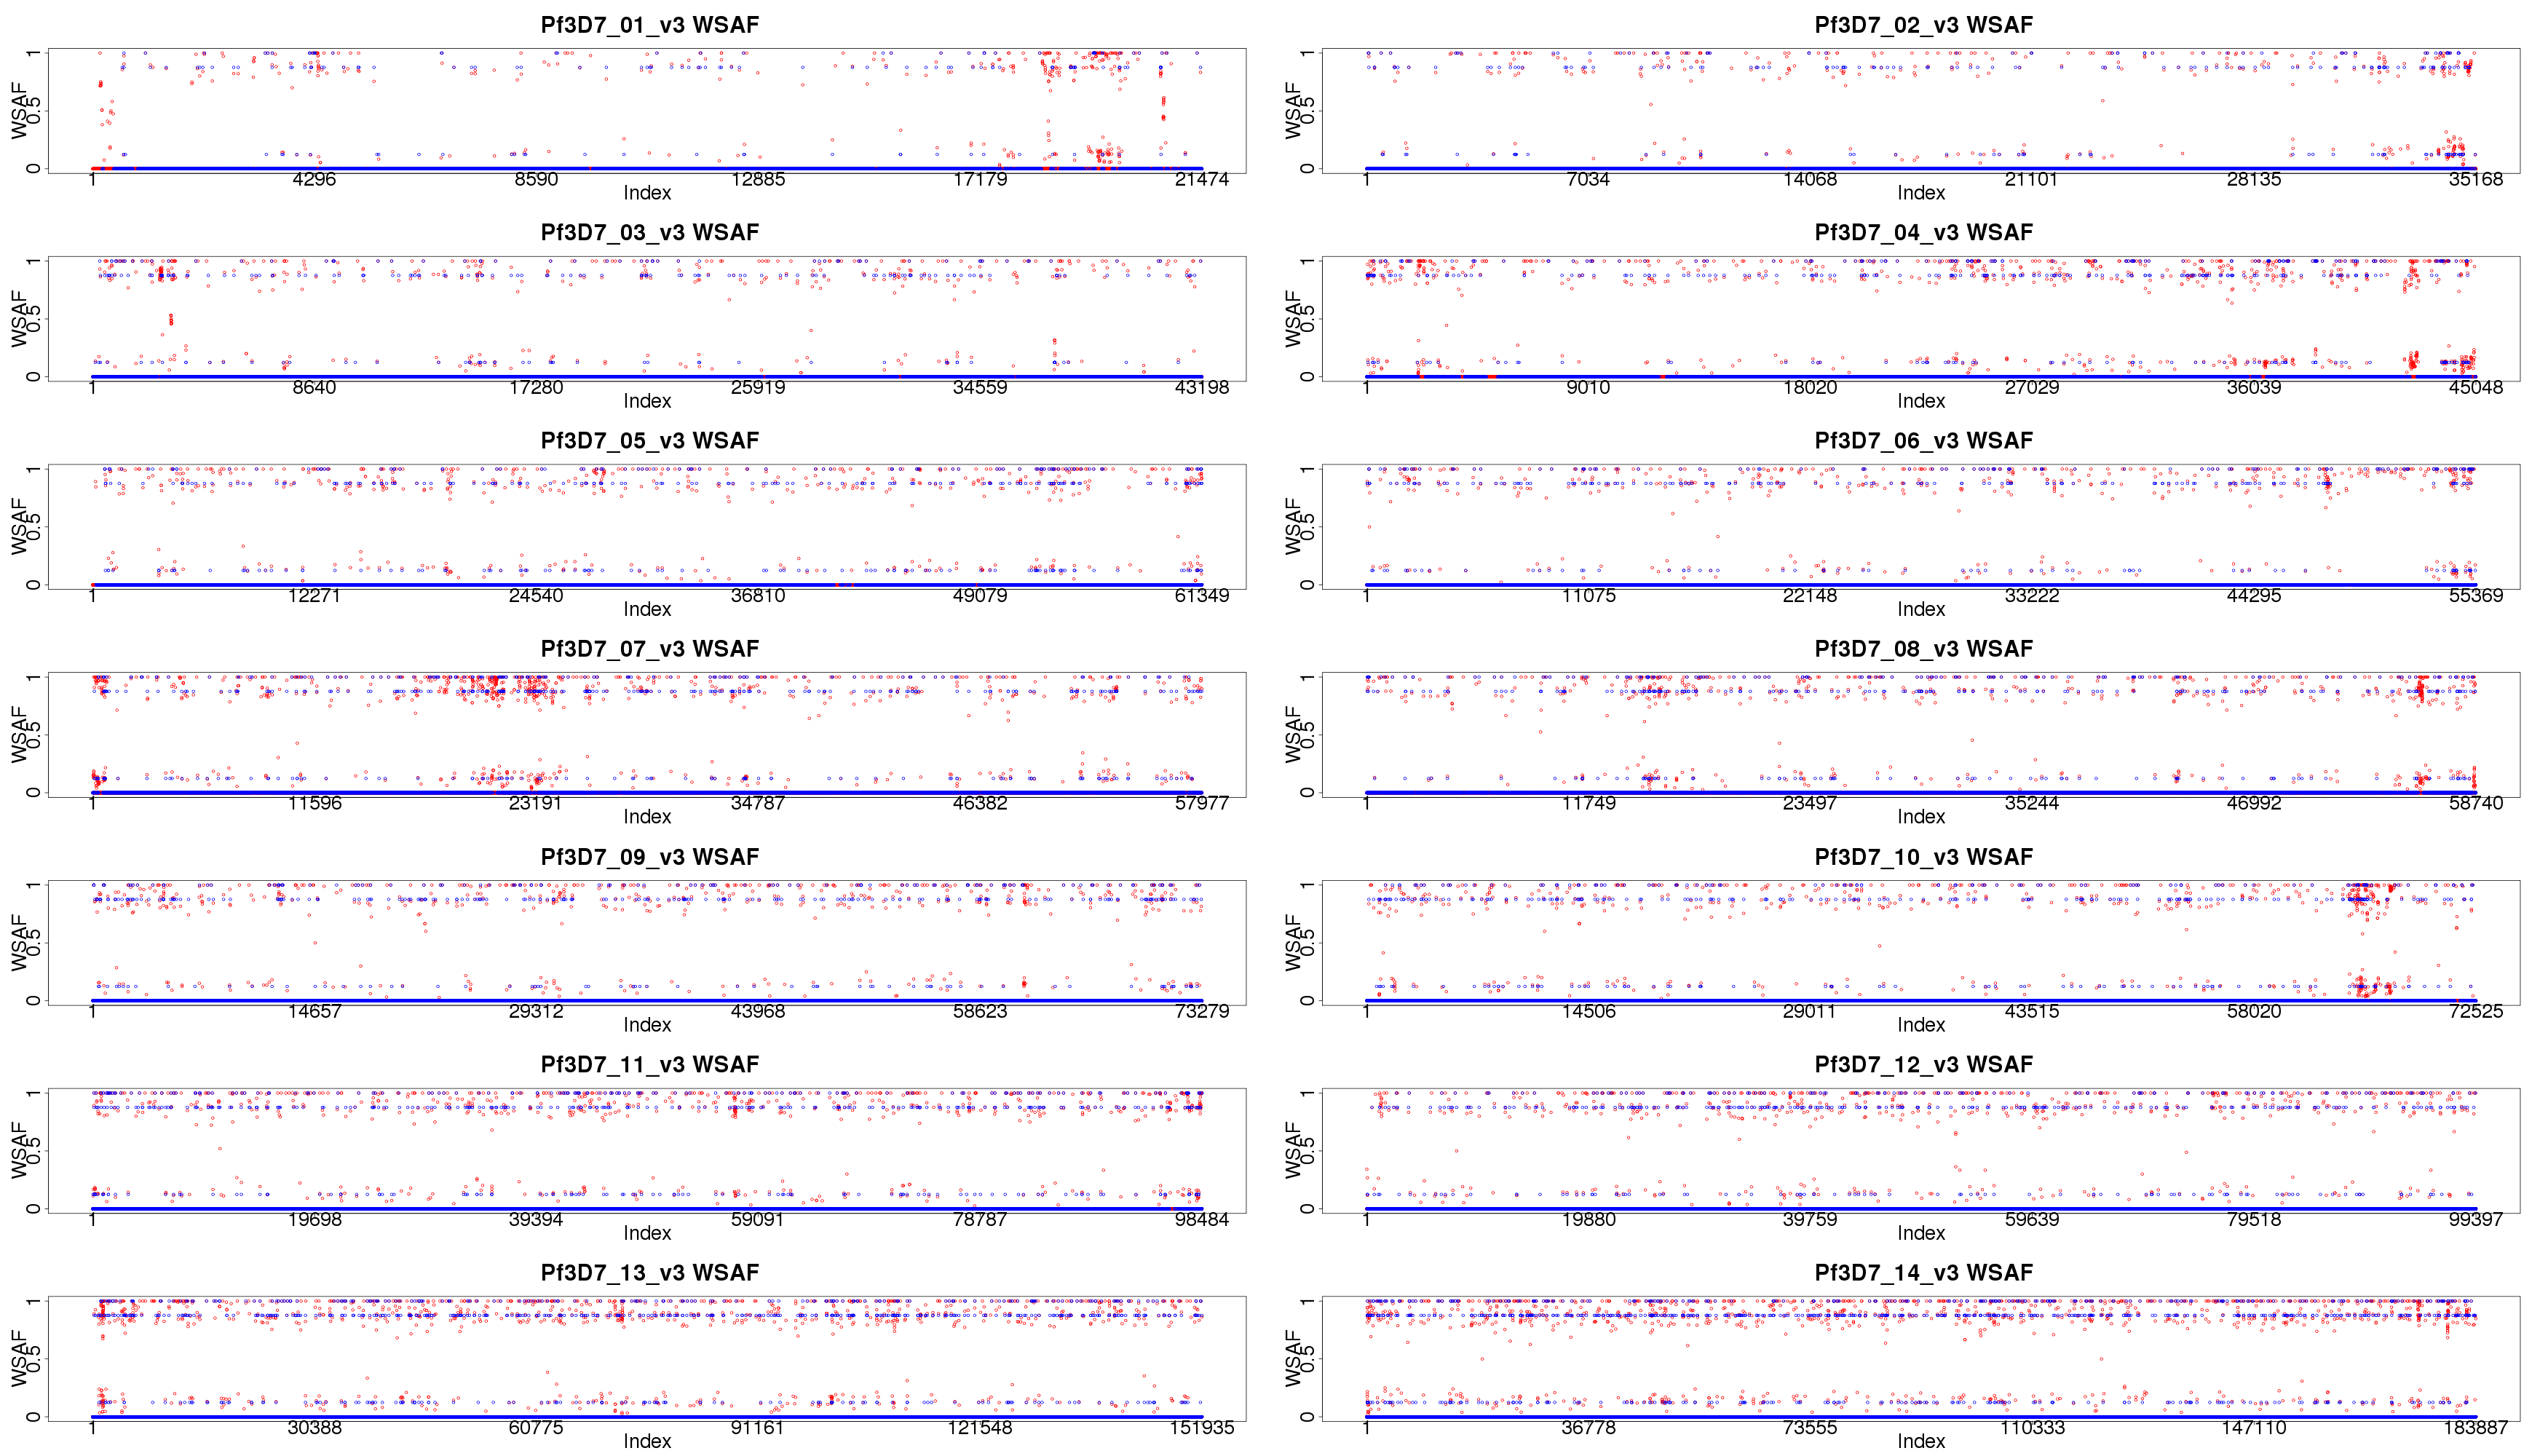 Pf3D7_01_v3 WSAF
WSAF
0 0.5 1
1 4296 8590 12885 17179 21474
Index
Pf3D7_02_v3 WSAF
WSAF
0 0.5 1
1 7034 14068 21101 28135 35168
Index
Pf3D7_03_v3 WSAF
WSAF
0 0.5 1
1 8640 17280 25919 34559 43198
Index
Pf3D7_04_v3 WSAF
WSAF
0 0.5 1
1 9010 18020 27029 36039 45048
Index
Pf3D7_05_v3 WSAF
WSAF
0 0.5 1
1 12271 24540 36810 49079 61349
Index
Pf3D7_06_v3 WSAF
WSAF
0 0.5 1
1 11075 22148 33222 44295 55369
Index
Pf3D7_07_v3 WSAF
WSAF
0 0.5 1
1 11596 23191 34787 46382 57977
Index
Pf3D7_08_v3 WSAF
WSAF
0 0.5 1
1 11749 23497 35244 46992 58740
Index
Pf3D7_09_v3 WSAF
WSAF
0 0.5 1
1 14657 29312 43968 58623 73279
Index
Pf3D7_10_v3 WSAF
WSAF
0 0.5 1
1 14506 29011 43515 58020 72525
Index
Pf3D7_11_v3 WSAF
WSAF
0 0.5 1
1 19698 39394 59091 78787 98484
Index
Pf3D7_12_v3 WSAF
WSAF
0 0.5 1
1 19880 39759 59639 79518 99397
Index
Pf3D7_13_v3 WSAF
WSAF
0 0.5 1
1 30388 60775 91161 121548 151935
Index
Pf3D7_14_v3 WSAF
WSAF
0 0.5 1
1 36778 73555 110333 147110 183887
Index